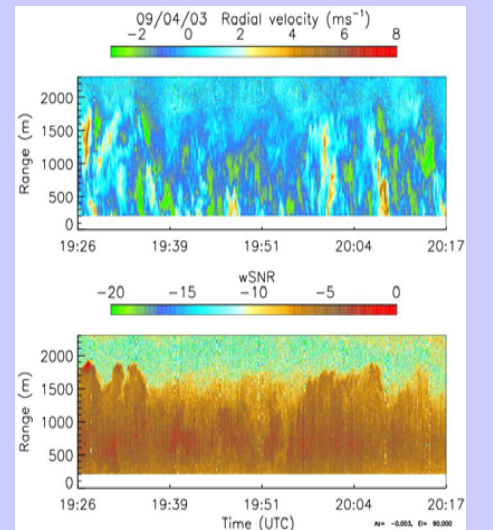 09/04/03 Radial velocity (ms⁻¹)
−2 0 2 4 6 8
Range (m)
2000
1500
1000
500
0
19:26 19:39 19:51 20:04 20:17
wSNR
−20 −15 −10 −5 0
Range (m)
2000
1500
1000
500
0
19:26 19:39 19:51 20:04 20:17
Time (UTC)
Az= −0.003, El= 90.000